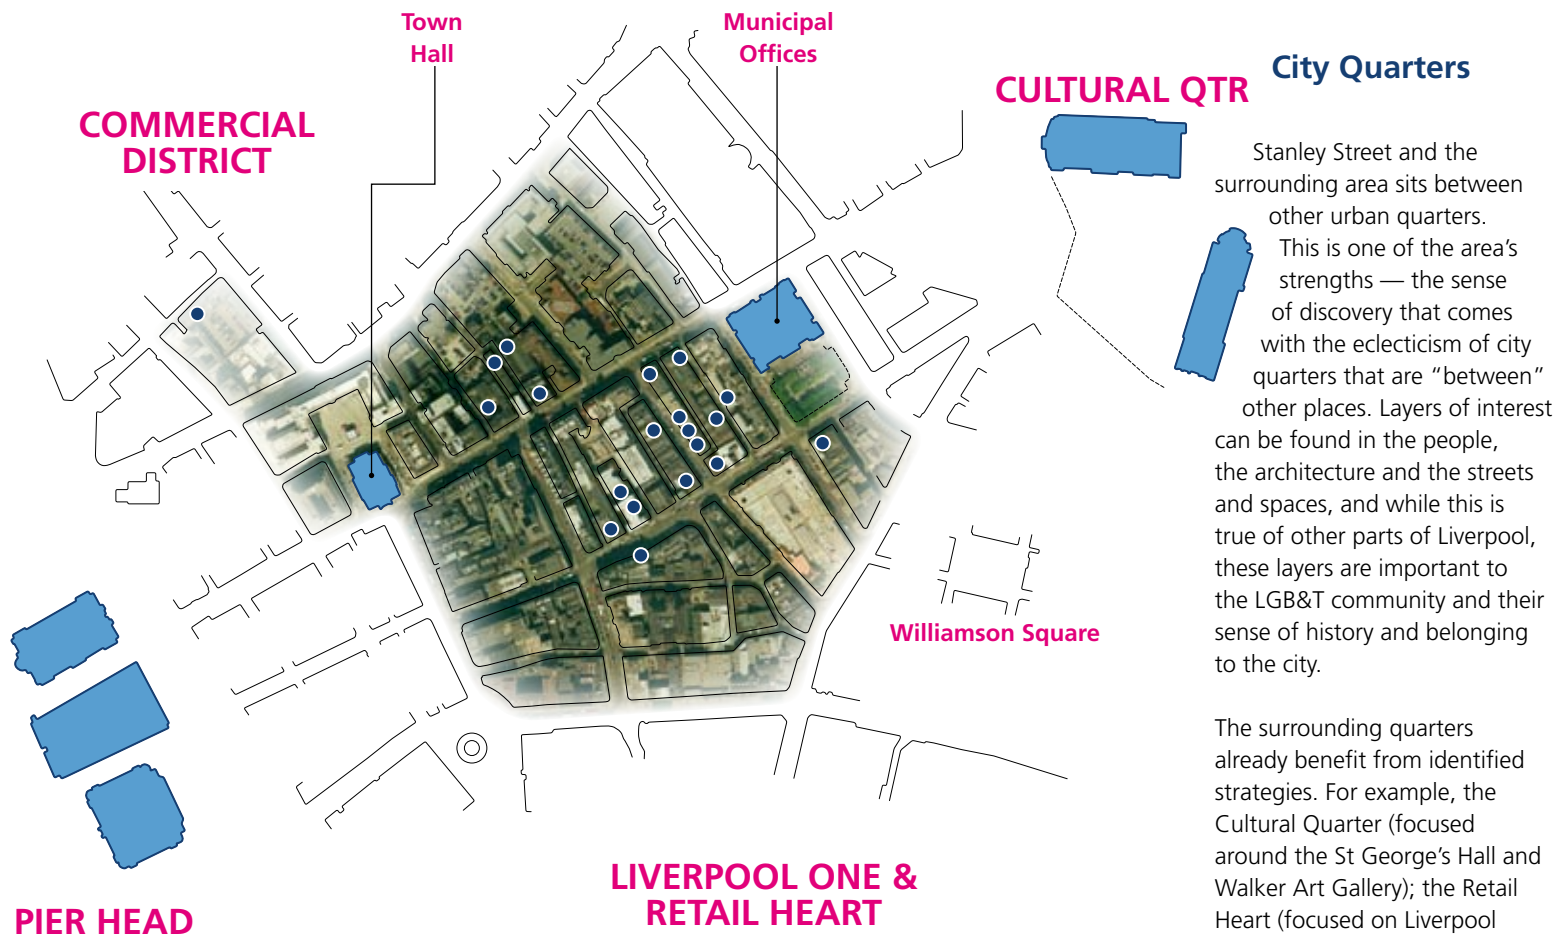 Town
Hall
Municipal
Offices
COMMERCIAL
DISTRICT
CULTURAL QTR
Williamson Square
LIVERPOOL ONE &
RETAIL HEART
PIER HEAD
City Quarters
Stanley Street and the
surrounding area sits between
other urban quarters.
This is one of the area’s
strengths — the sense
of discovery that comes
with the eclecticism of city
quarters that are “between”
other places. Layers of interest
can be found in the people,
the architecture and the streets
and spaces, and while this is
true of other parts of Liverpool,
these layers are important to
the LGB&T community and their
sense of history and belonging
to the city.
The surrounding quarters
already benefit from identified
strategies. For example, the
Cultural Quarter (focused
around the St George’s Hall and
Walker Art Gallery); the Retail
Heart (focused on Liverpool